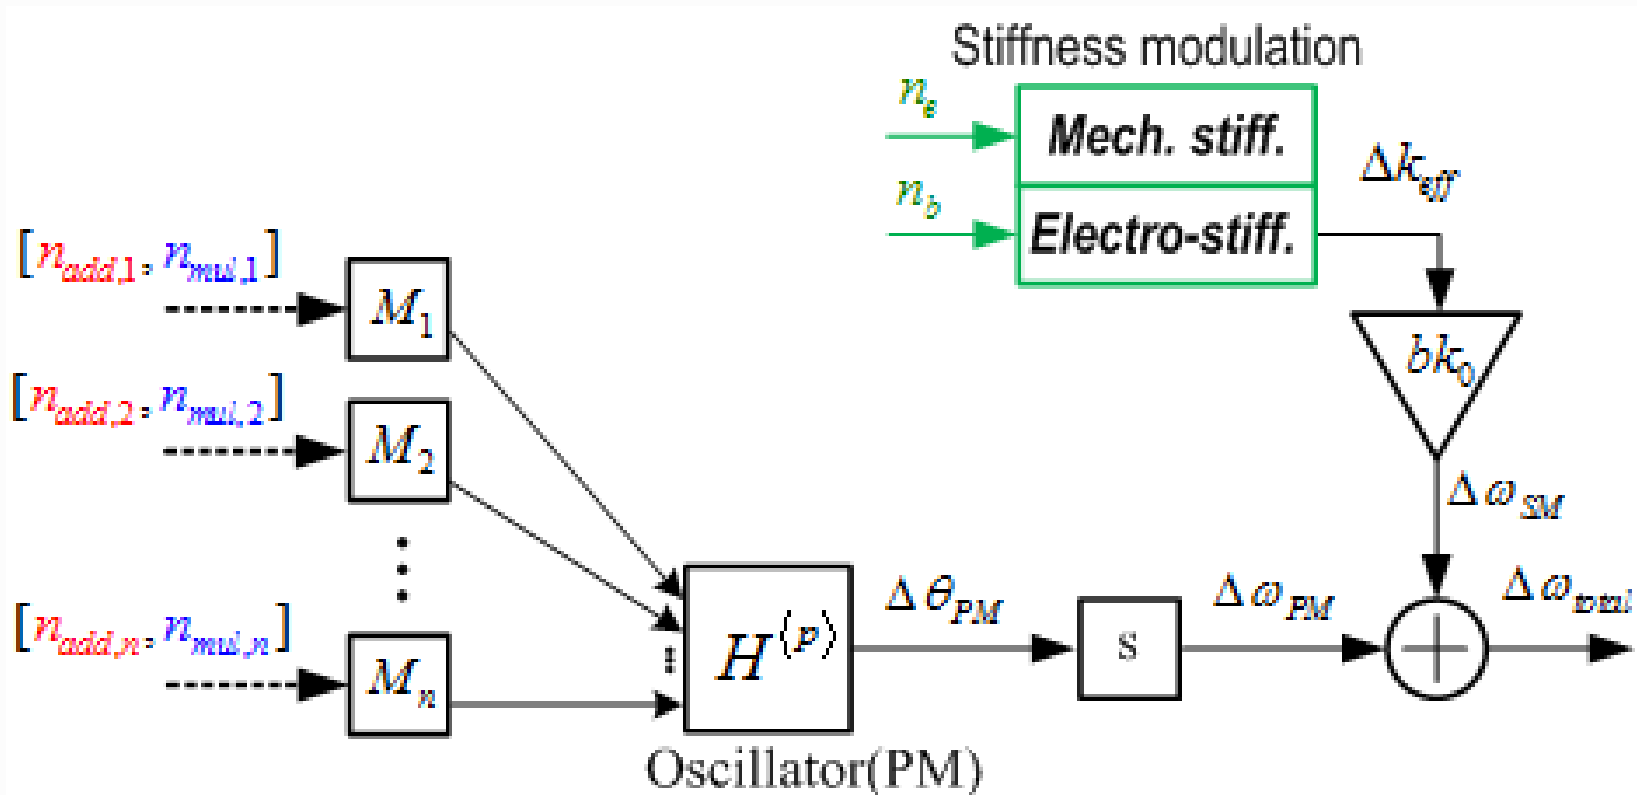 Stiffness modulation
n_e
Mech. stiff.
Δk_eff
n_b
Electro-stiff.
[n_add,1, n_mul,1]
M_1
bk_0
[n_add,2, n_mul,2]
M_2
Δω_SM
[n_add,n, n_mul,n]
M_n
H^(p)
Δθ_PM
s
Δω_PM
+
Δω_total
Oscillator(PM)